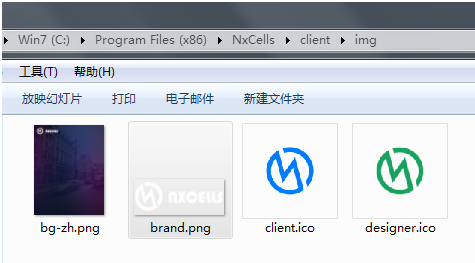 Win7 (C:) Program Files (x86) NxCells client img
工具(T) 帮助(H)
放映幻灯片 打印 电子邮件 新建文件夹
NXCELLS
NXCELLS
bg-zh.png brand.png client.ico designer.ico